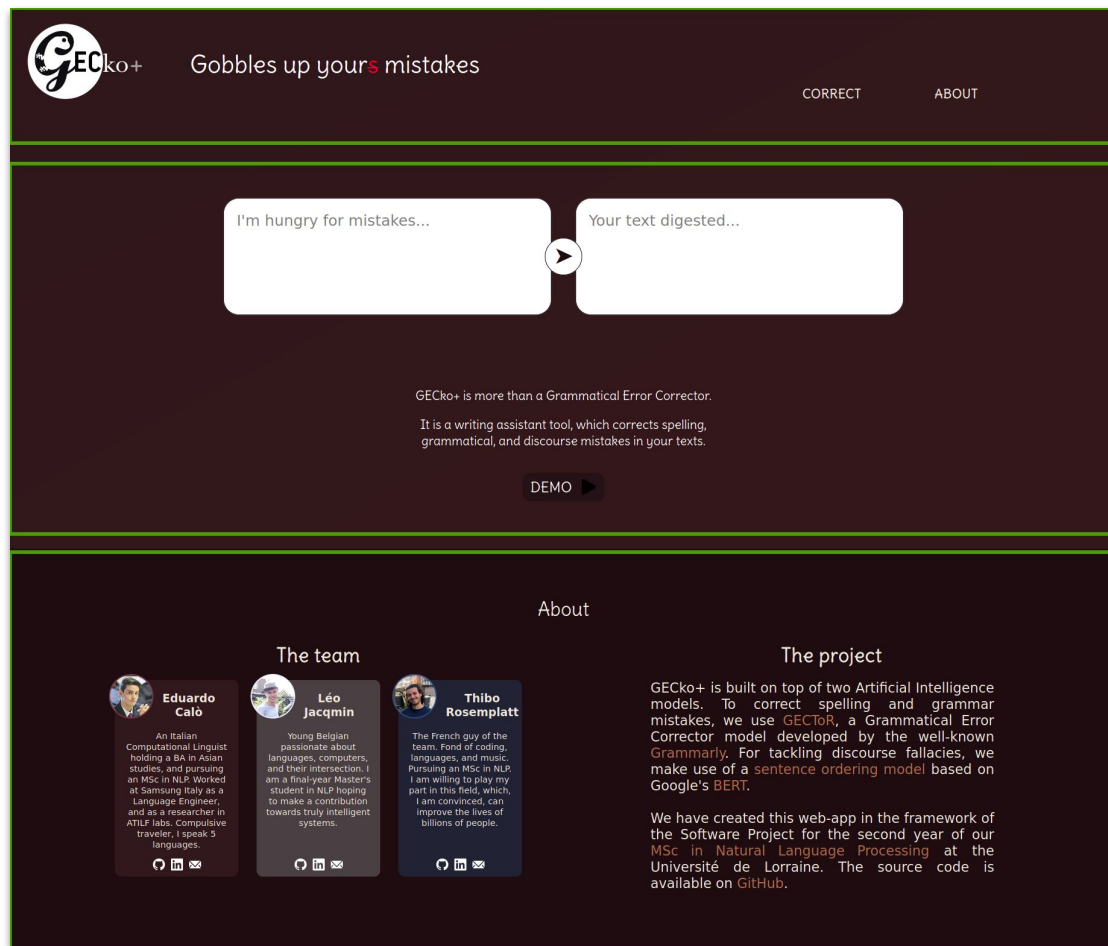 GECko+
Gobbles up yours mistakes
CORRECT
ABOUT
I'm hungry for mistakes...
Your text digested...
GECko+ is more than a Grammatical Error Corrector.
It is a writing assistant tool, which corrects spelling,
grammatical, and discourse mistakes in your texts.
DEMO
About
The team
Eduardo
Calò
An Italian
Computational Linguist
holding a BA in Asian
studies, and pursuing
an MSc in NLP. Worked
at Samsung Italy as a
Language Engineer,
and as a researcher in
ATILF labs. Compulsive
traveler, I speak 5
languages.
Léo
Jacqmin
Young Belgian
passionate about
languages, computers,
and their intersection. I
am a final-year Master's
student in NLP hoping
to make a contribution
towards truly intelligent
systems.
Thibo
Rosemplatt
The French guy of the
team. Fond of coding,
languages, and music.
Pursuing an MSc in NLP.
I am willing to play my
part in this field, which,
I am convinced, can
improve the lives of
billions of people.
The project
GECko+ is built on top of two Artificial Intelligence
models. To correct spelling and grammar
mistakes, we use GECToR, a Grammatical Error
Corrector model developed by the well-known
Grammarly. For tackling discourse fallacies, we
make use of a sentence ordering model based on
Google's BERT.
We have created this web-app in the framework of
the Software Project for the second year of our
MSc in Natural Language Processing at the
Université de Lorraine. The source code is
available on GitHub.